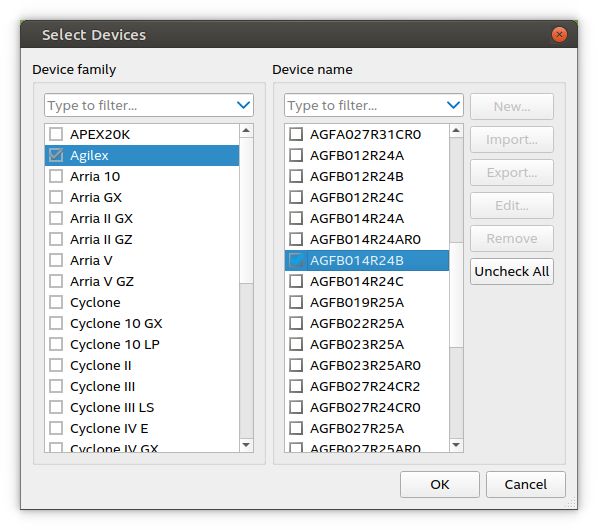 Select Devices
Device family
Device name
Type to filter...
Type to filter...
New...
Import...
Export...
Edit...
Remove
Uncheck All
APEX20K
Agilex
Arria 10
Arria GX
Arria II GX
Arria II GZ
Arria V
Arria V GZ
Cyclone
Cyclone 10 GX
Cyclone 10 LP
Cyclone II
Cyclone III
Cyclone III LS
Cyclone IV E
Cyclone IV GX
AGFA027R31CR0
AGFB012R24A
AGFB012R24B
AGFB012R24C
AGFB014R24A
AGFB014R24AR0
AGFB014R24B
AGFB014R24C
AGFB019R25A
AGFB022R25A
AGFB023R25A
AGFB023R25AR0
AGFB027R24CR2
AGFB027R24CR0
AGFB027R25A
AGFB027R25AR0
OK
Cancel